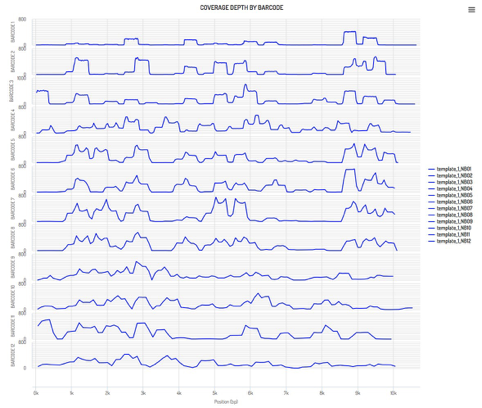 COVERAGE DEPTH BY BARCODE
800
BARCODE 1
BARCODE 2
BARCODE 3
BARCODE 4
BARCODE 5
BARCODE 6
BARCODE 7
BARCODE 8
BARCODE 9
BARCODE 10
BARCODE 11
BARCODE 12
template_1_NB01
template_1_NB02
template_1_NB03
template_1_NB04
template_1_NB05
template_1_NB06
template_1_NB07
template_1_NB08
template_1_NB09
template_1_NB10
template_1_NB11
template_1_NB12
0k 1k 2k 3k 4k 5k 6k 7k 8k 9k 10k
Position (bp)